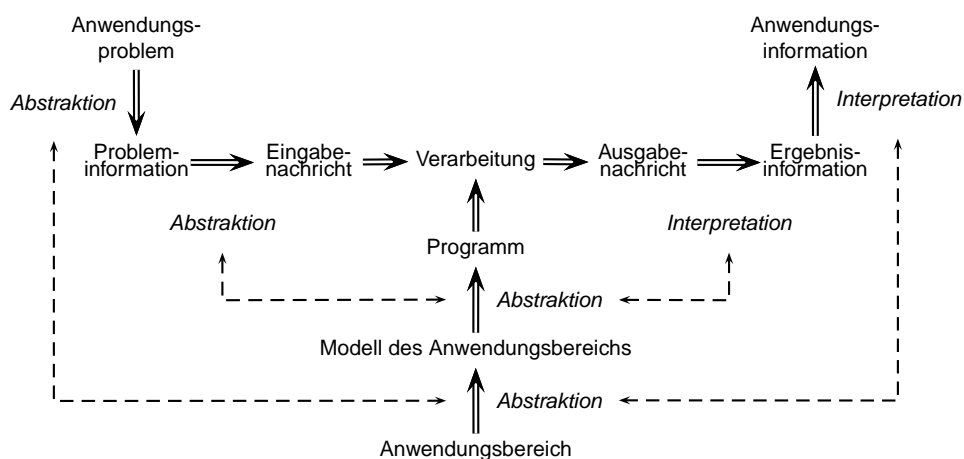 Anwendungs-
problem
Anwendungs-
information
Abstraktion
Interpretation
Problem-
information
Eingabe-
nachricht
Verarbeitung
Ausgabe-
nachricht
Ergebnis-
information
Abstraktion
Interpretation
Programm
Abstraktion
Modell des Anwendungsbereichs
Abstraktion
Anwendungsbereich